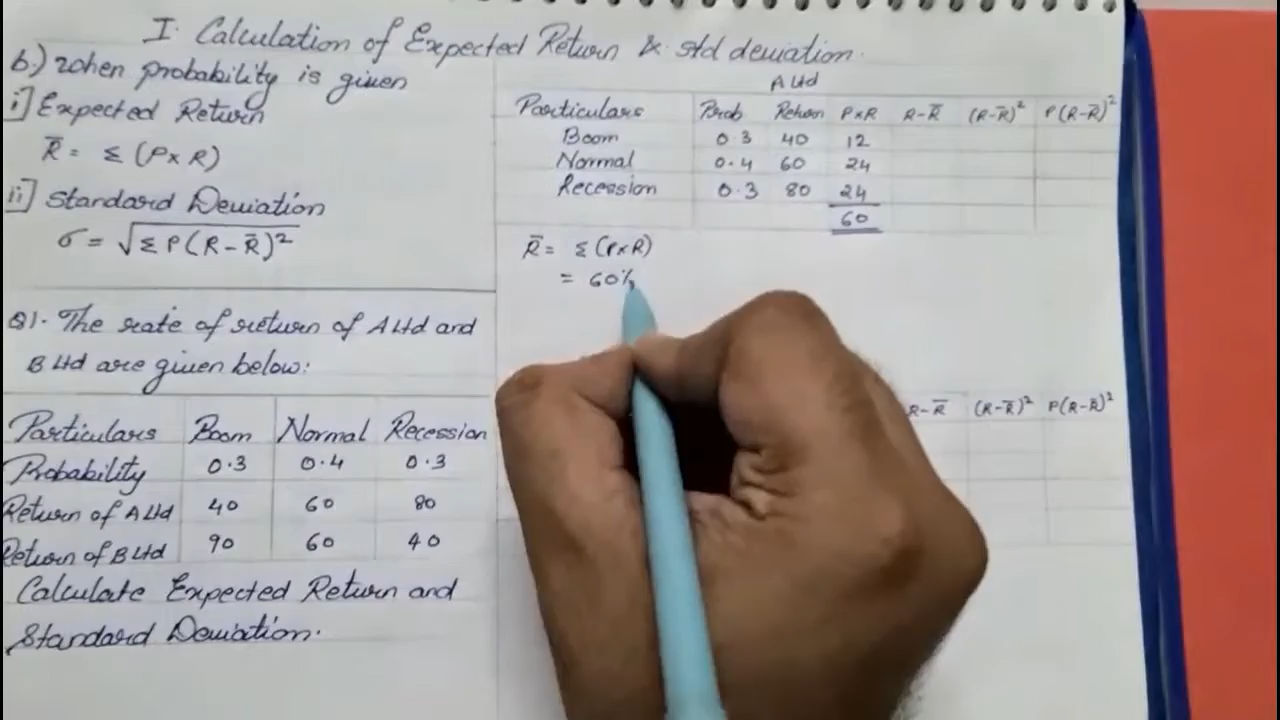 I. Calculation of Expected Return & std deviation.
b.) When probability is given
i] Expected Return
R̄ = Σ (P×R)
ii] Standard Deviation
σ = √Σ P(R-R̄)²
Q1. The rate of return of A Ltd and
B Ltd are given below:
Particulars Boom Normal Recession
Probability 0.3 0.4 0.3
Return of A Ltd 40 60 80
Return of B Ltd 90 60 40
Calculate Expected Return and
Standard Deviation.
A Ltd
Particulars Prob Return P×R R-R̄ (R-R̄)² P(R-R̄)²
Boom 0.3 40 12
Normal 0.4 60 24
Recession 0.3 80 24
60
R̄ = Σ (P×R)
= 60%
R-R̄ (R-R̄)² P(R-R̄)²